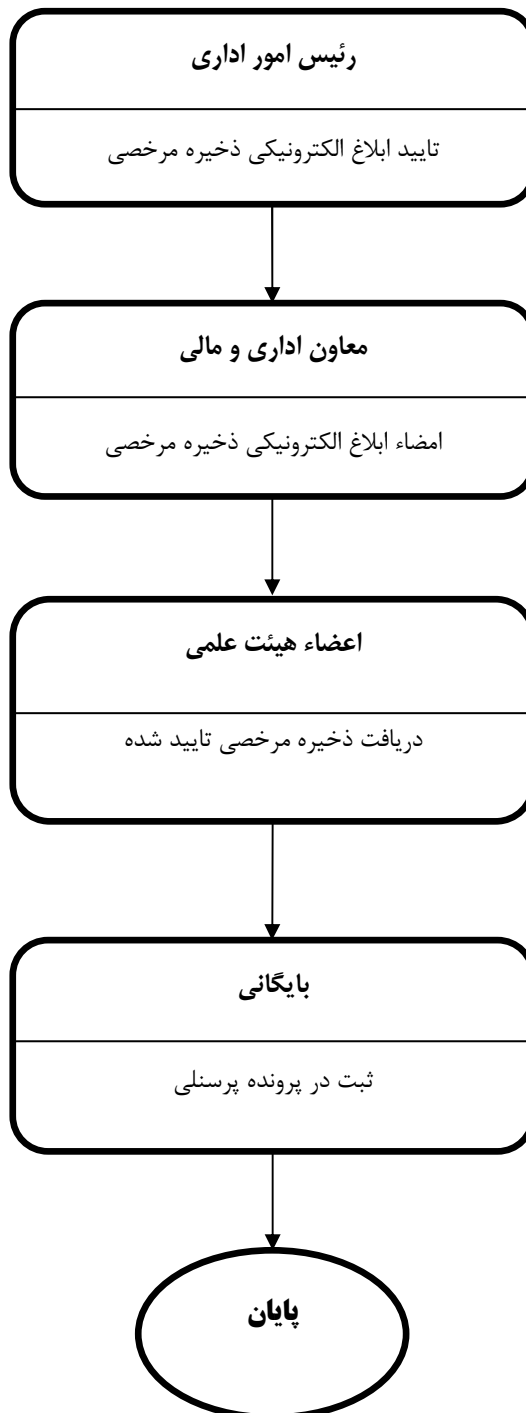 رئیس امور اداری
تایید ابلاغ الکترونیکی ذخیره مرخصی
معاون اداری و مالی
امضاء ابلاغ الکترونیکی ذخیره مرخصی
اعضاء هیئت علمی
دریافت ذخیره مرخصی تایید شده
بایگانی
ثبت در پرونده پرسنلی
پایان